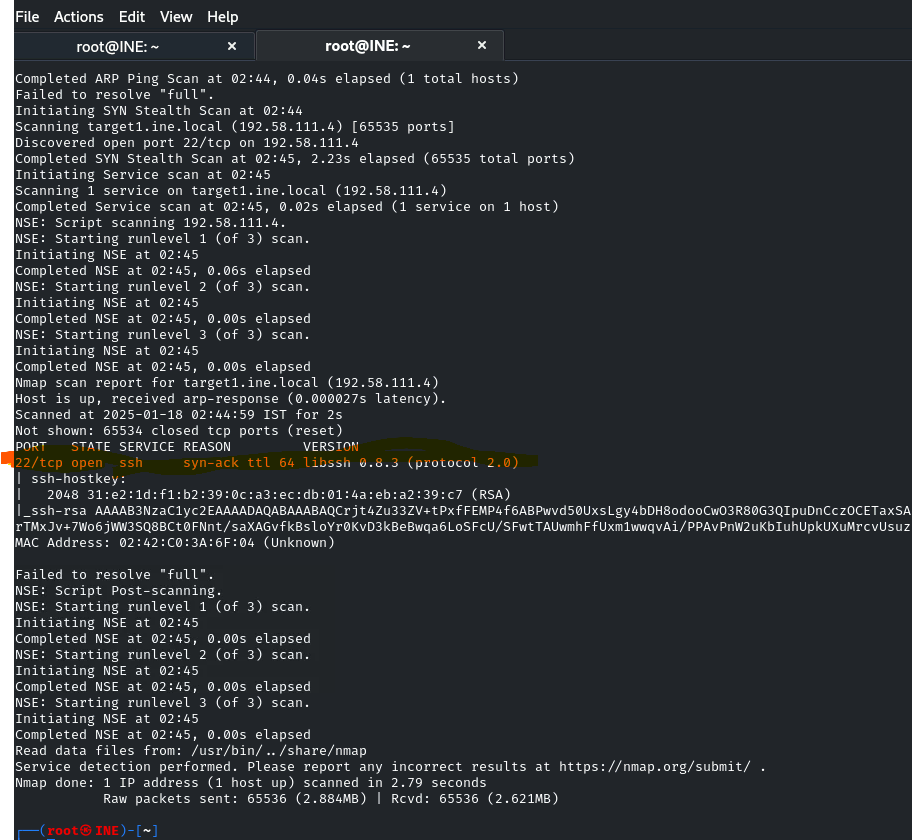 File Actions Edit View Help
root@INE: ~ × root@INE: ~ ×
Completed ARP Ping Scan at 02:44, 0.04s elapsed (1 total hosts)
Failed to resolve "full".
Initiating SYN Stealth Scan at 02:44
Scanning target1.ine.local (192.58.111.4) [65535 ports]
Discovered open port 22/tcp on 192.58.111.4
Completed SYN Stealth Scan at 02:45, 2.23s elapsed (65535 total ports)
Initiating Service scan at 02:45
Scanning 1 service on target1.ine.local (192.58.111.4)
Completed Service scan at 02:45, 0.02s elapsed (1 service on 1 host)
NSE: Script scanning 192.58.111.4.
NSE: Starting runlevel 1 (of 3) scan.
Initiating NSE at 02:45
Completed NSE at 02:45, 0.06s elapsed
NSE: Starting runlevel 2 (of 3) scan.
Initiating NSE at 02:45
Completed NSE at 02:45, 0.00s elapsed
NSE: Starting runlevel 3 (of 3) scan.
Initiating NSE at 02:45
Completed NSE at 02:45, 0.00s elapsed
Nmap scan report for target1.ine.local (192.58.111.4)
Host is up, received arp-response (0.000027s latency).
Scanned at 2025-01-18 02:44:59 IST for 2s
Not shown: 65534 closed tcp ports (reset)
PORT   STATE SERVICE REASON         VERSION
22/tcp open  ssh     syn-ack ttl 64 libssh 0.8.3 (protocol 2.0)
| ssh-hostkey:
|   2048 31:e2:1d:f1:b2:39:0c:a3:ec:db:01:4a:eb:a2:39:c7 (RSA)
|_ssh-rsa AAAAB3NzaC1yc2EAAAADAQABAAABAQCrjt4Zu33ZV+tPxfFEMP4f6ABPwvd50UxsLgy4bDH8odooCwO3R80G3QIpuDnCczOCETaxSA
rTMxJv+7Wo6jWW3SQ8BCt0FNnt/saXAGvfkBsloYr0KvD3kBeBwqa6LoSFcU/SFwtTAUwmhFfUxm1wwqvAi/PPAvPnW2uKbIuhUpkUXuMrcvUsuz
MAC Address: 02:42:C0:3A:6F:04 (Unknown)
Failed to resolve "full".
NSE: Script Post-scanning.
NSE: Starting runlevel 1 (of 3) scan.
Initiating NSE at 02:45
Completed NSE at 02:45, 0.00s elapsed
NSE: Starting runlevel 2 (of 3) scan.
Initiating NSE at 02:45
Completed NSE at 02:45, 0.00s elapsed
NSE: Starting runlevel 3 (of 3) scan.
Initiating NSE at 02:45
Completed NSE at 02:45, 0.00s elapsed
Read data files from: /usr/bin/../share/nmap
Service detection performed. Please report any incorrect results at https://nmap.org/submit/ .
Nmap done: 1 IP address (1 host up) scanned in 2.79 seconds
           Raw packets sent: 65536 (2.884MB) | Rcvd: 65536 (2.621MB)
┌──(root㉿INE)-[~]